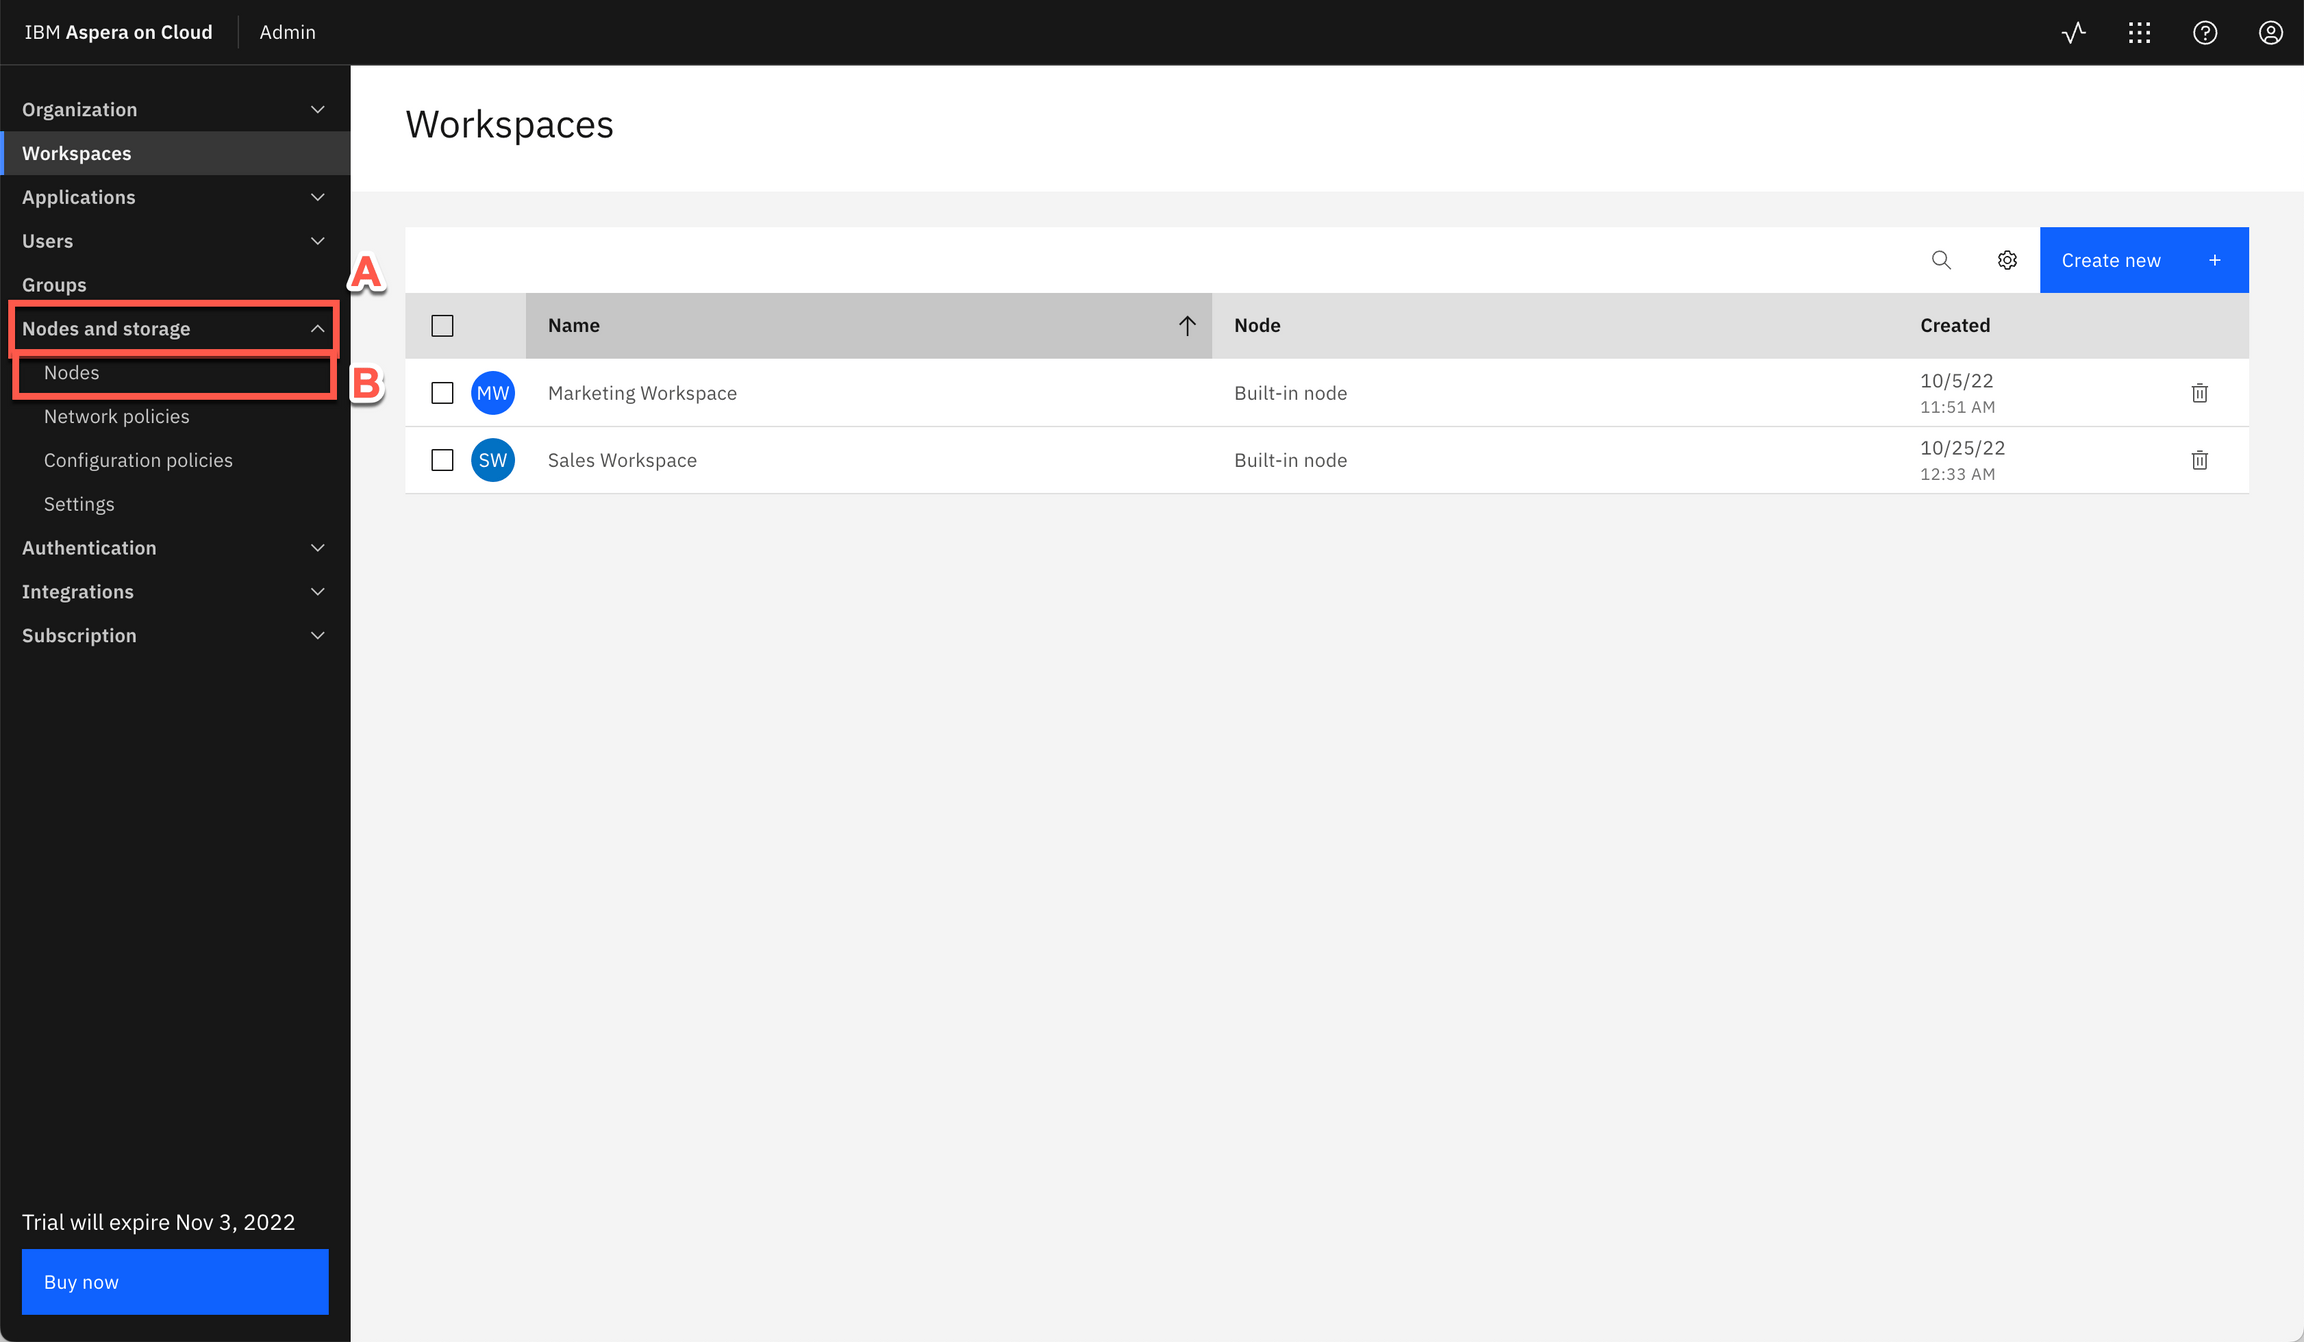 IBM Aspera on Cloud Admin
Organization
Workspaces
Applications
Users
Groups
Nodes and storage
Nodes
Network policies
Configuration policies
Settings
Authentication
Integrations
Subscription
Trial will expire Nov 3, 2022
Buy now
A
B
Workspaces
Create new +
Name Node Created
MW Marketing Workspace Built-in node 10/5/22
11:51 AM
SW Sales Workspace Built-in node 10/25/22
12:33 AM